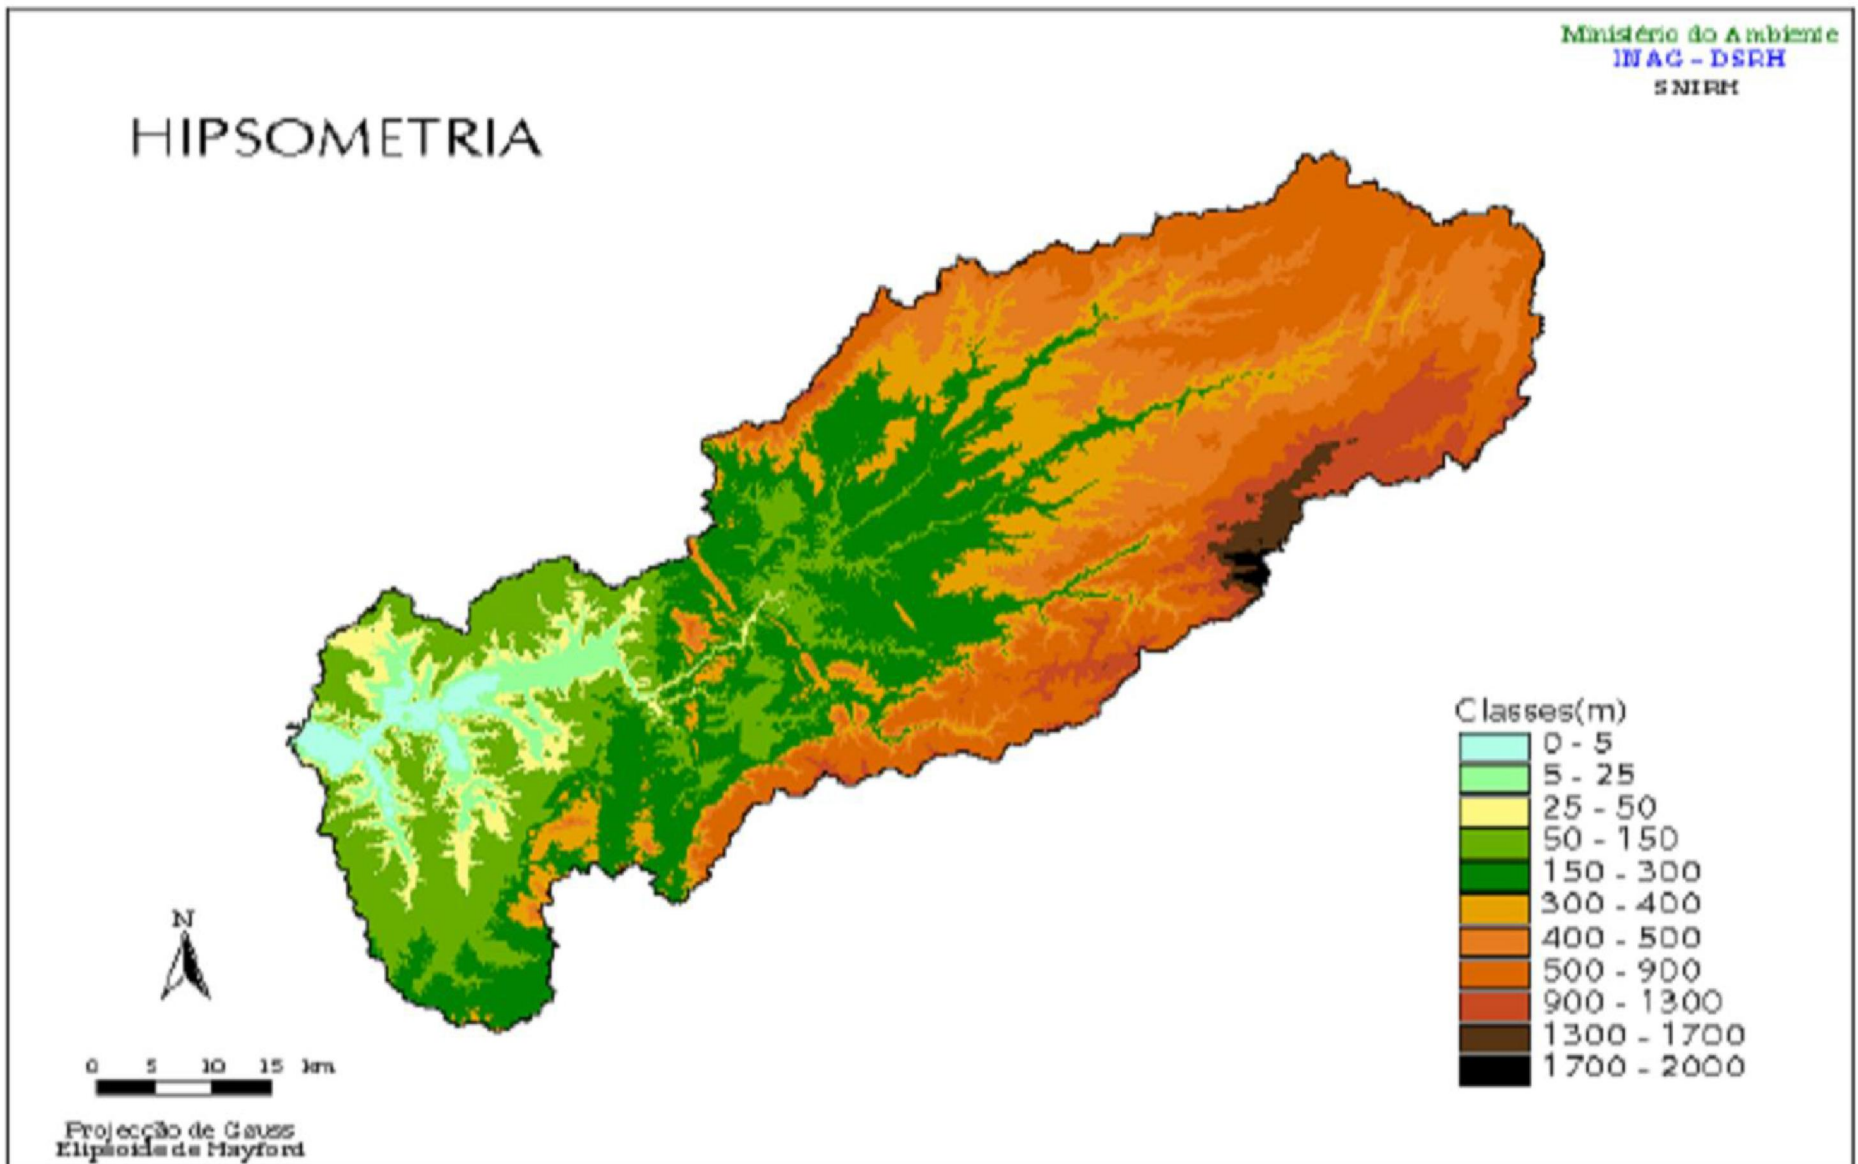 Ministério do Ambiente
INAG - DSRH
SNIRH
HIPSOMETRIA
Classes(m)
0 - 5
5 - 25
25 - 50
50 - 150
150 - 300
300 - 400
400 - 500
500 - 900
900 - 1300
1300 - 1700
1700 - 2000
N
0 5 10 15 km
Projecção de Gauss
Elipsoide de Hayford